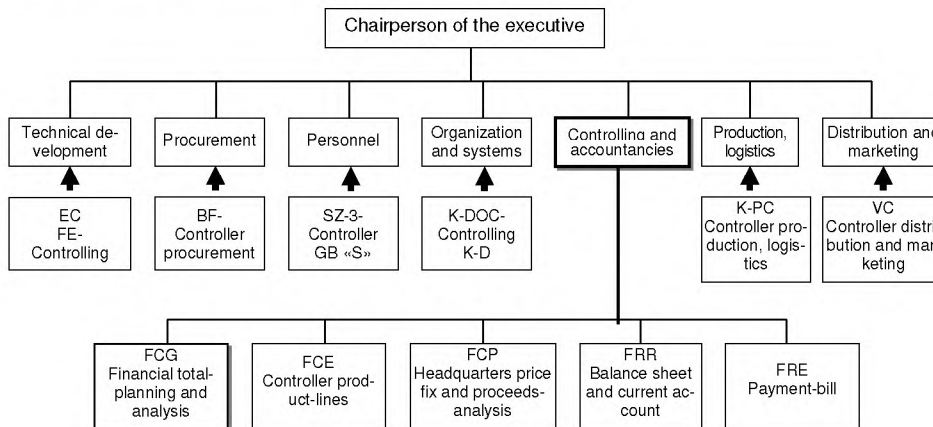 Chairperson of the executive
Technical de-
velopment
Procurement
Personnel
Organization
and systems
Controlling and
accountancies
Production,
logistics
Distribution and
marketing
EC
FE-
Controlling
BF-
Controller
procurement
SZ-3-
Controller
GB «S»
K-DOC-
Controlling
K-D
K-PC
Controller pro-
duction, logis-
tics
VC
Controller distri
bution and mar
keting
FCG
Financial total-
planning and
analysis
FCE
Controller prod-
uct-lines
FCP
Headquarters price
fix and proceeds-
analysis
FRR
Balance sheet
and current ac-
count
FRE
Payment-bill